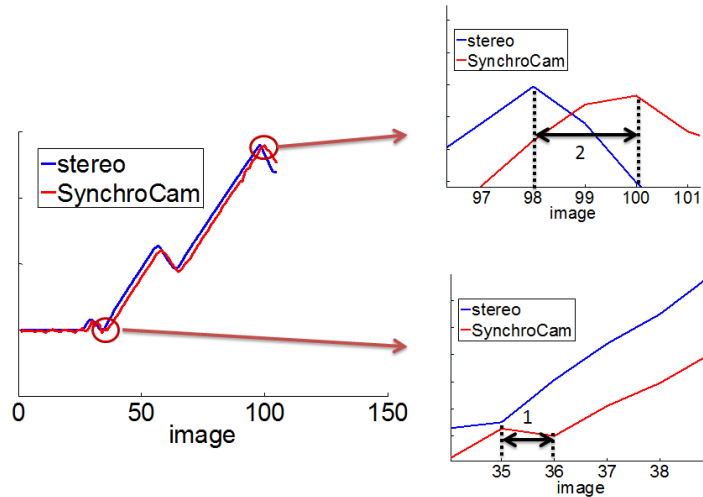 stereo
SynchroCam
0 50 100 150
image
stereo
SynchroCam
2
97 98 99 100 101
image
stereo
SynchroCam
1
35 36 37 38
image